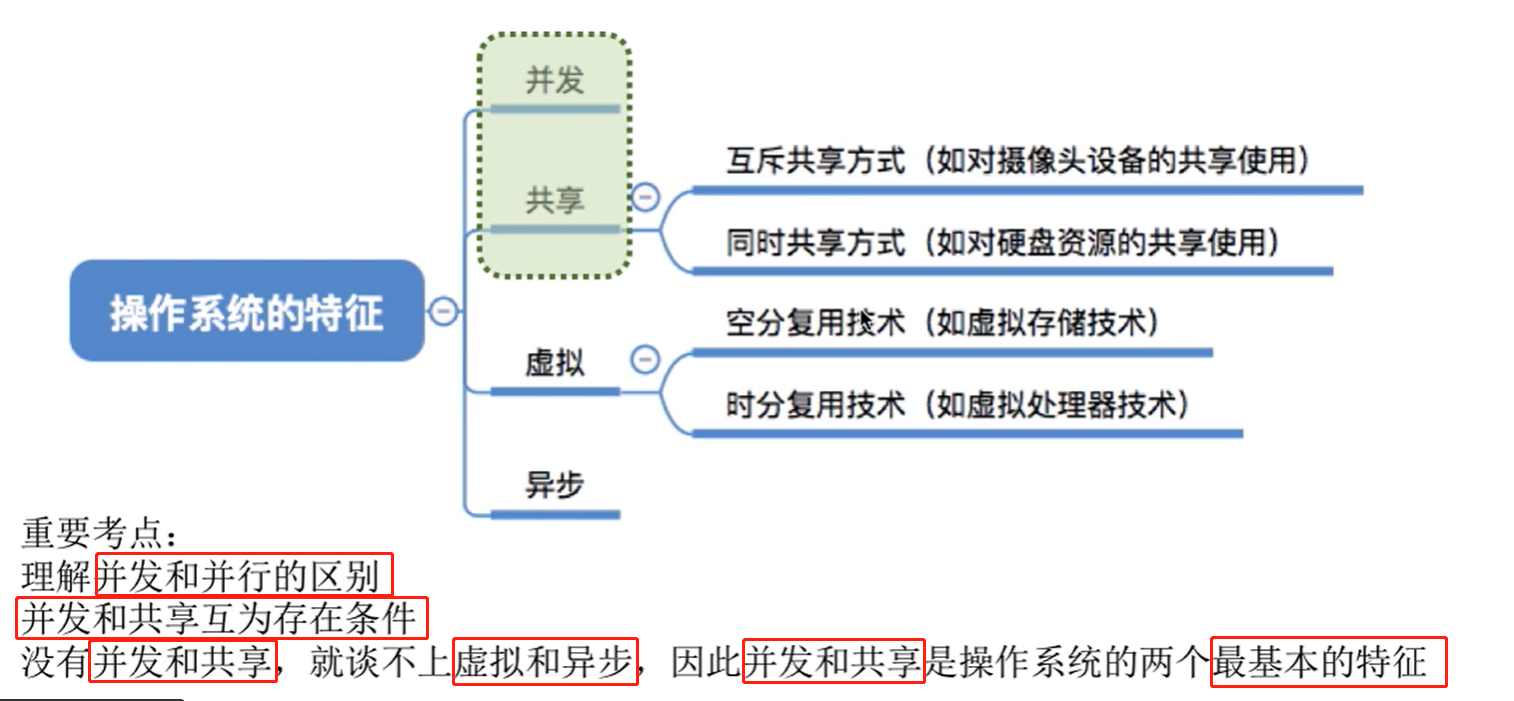 并发
共享
互斥共享方式（如对摄像头设备的共享使用）
同时共享方式（如对硬盘资源的共享使用）
操作系统的特征
虚拟
空分复用技术（如虚拟存储技术）
时分复用技术（如虚拟处理器技术）
异步
重要考点：
理解并发和并行的区别
并发和共享互为存在条件
没有并发和共享，就谈不上虚拟和异步，因此并发和共享是操作系统的两个最基本的特征